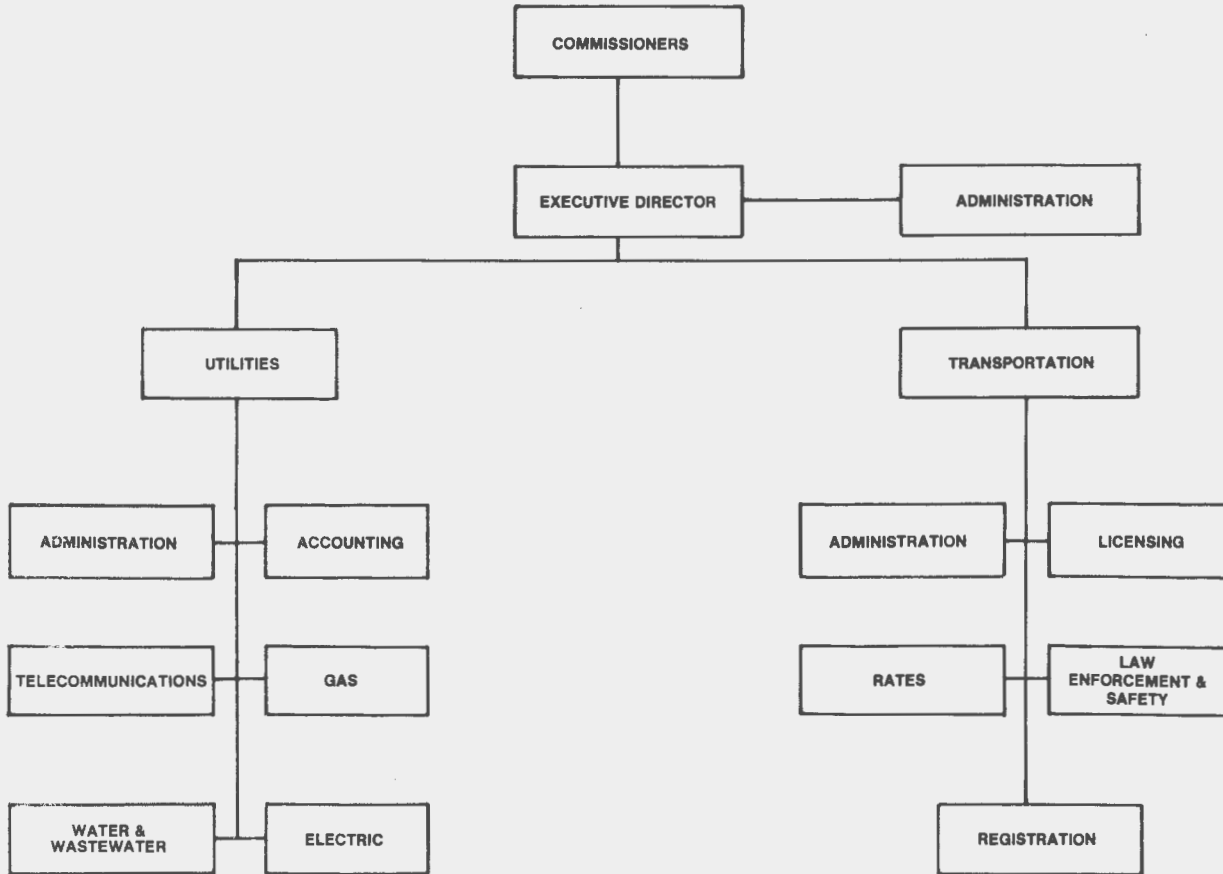 COMMISSIONERS
EXECUTIVE DIRECTOR
ADMINISTRATION
UTILITIES
TRANSPORTATION
ADMINISTRATION
ACCOUNTING
ADMINISTRATION
LICENSING
TELECOMMUNICATIONS
GAS
RATES
LAW
ENFORCEMENT &
SAFETY
WATER &
WASTEWATER
ELECTRIC
REGISTRATION